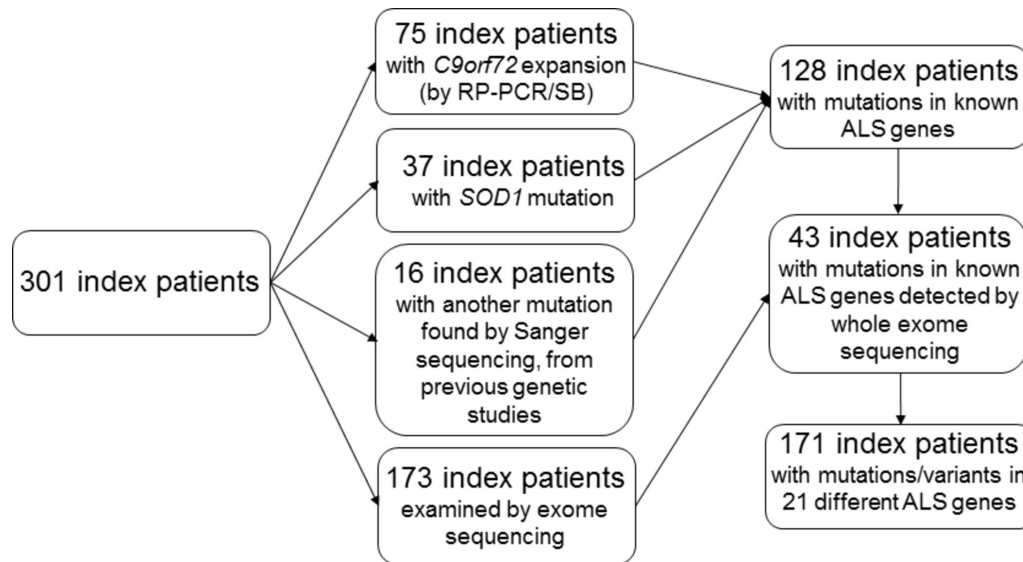 301 index patients
75 index patients
with C9orf72 expansion
(by RP-PCR/SB)
37 index patients
with SOD1 mutation
16 index patients
with another mutation
found by Sanger
sequencing, from
previous genetic
studies
173 index patients
examined by exome
sequencing
128 index patients
with mutations in known
ALS genes
43 index patients
with mutations in known
ALS genes detected by
whole exome
sequencing
171 index patients
with mutations/variants in
21 different ALS genes